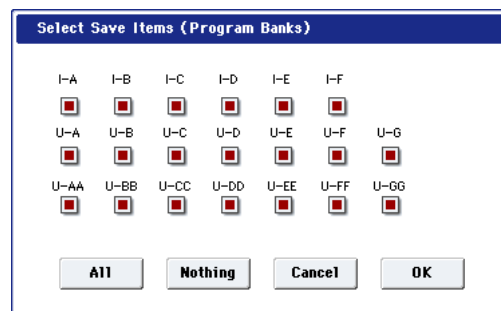 Select Save Items (Program Banks)
I-A I-B I-C I-D I-E I-F
U-A U-B U-C U-D U-E U-F U-G
U-AA U-BB U-CC U-DD U-EE U-FF U-GG
All Nothing Cancel OK